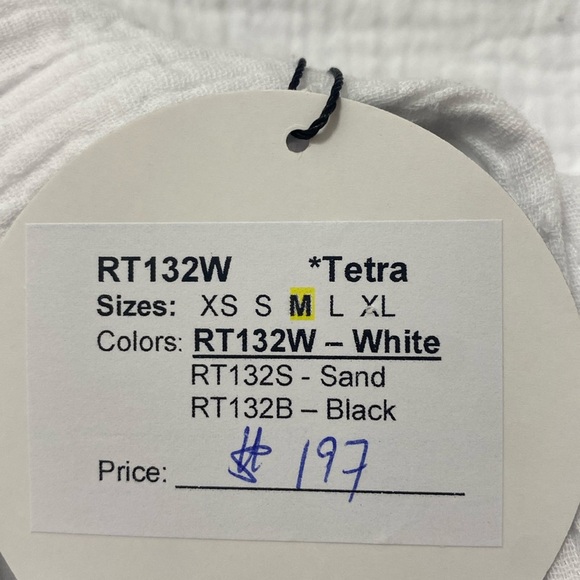 RT132W *Tetra
Sizes: XS S M L XL
Colors: RT132W – White
RT132S - Sand
RT132B – Black
Price: $ 197